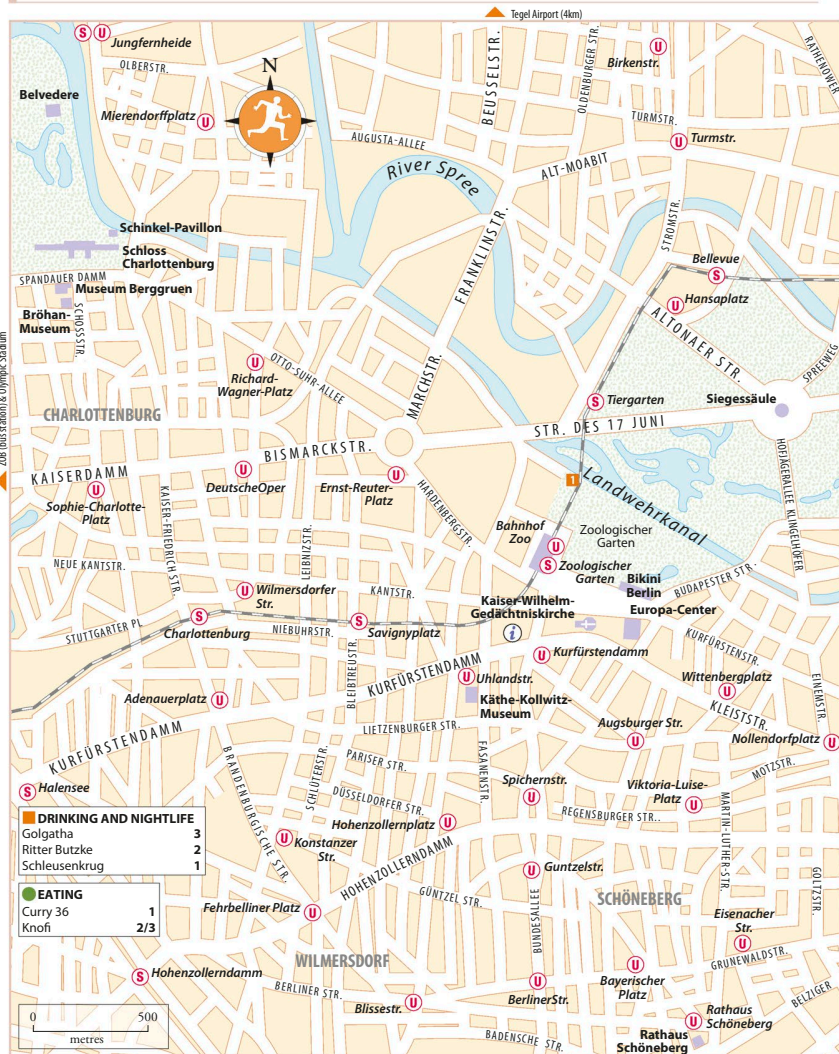 Tegel Airport (4km)
S U Jungfernheide
OLBERSTR.
Belvedere
Mierendorffplatz U
N
BEUSSELSTR.
OLDENBURGER STR.
U
Birkenstr.
RATHENOWER
TURMSTR.
U Turmstr.
AUGUSTA-ALLEE
River Spree
ALT-MOABIT
STROMSTR.
Schinkel-Pavillon
Schloss
Charlottenburg
SPANDAUER DAMM
Museum Berggruen
Bröhan-
Museum
SCHOSSSTR.
FRANKLINSTR.
Bellevue
S
U Hansaplatz
ALTONAER STR.
SPREEWEG
ZOB (bus station) & Olympic Stadium
U
Richard-
Wagner-Platz
OTTO-SUHR-ALLEE
MARCHSTR.
S Tiergarten
Siegessäule
CHARLOTTENBURG
STR. DES 17 JUNI
BISMARCKSTR.
KAISERDAMM
U
Sophie-Charlotte-
Platz
U
DeutscheOper
U
Ernst-Reuter-
Platz
HARDENBERGSTR.
1
Landwehrkanal
HOFJÄGERALLEE
KLINGELHÖFER
KAISER-FRIEDRICH STR.
LEIBNIZSTR.
Bahnhof
Zoo
U
Zoologischer
Garten
S Zoologischer
Garten
NEUE KANTSTR.
U Wilmersdorfer
Str.
KANTSTR.
Bikini
Berlin
BUDAPESTER STR.
Kaiser-Wilhelm-
Gedächtniskirche
Europa-Center
i
STUTTGARTER PL
S
Charlottenburg
NIEBUHRSTR.
S
Savignyplatz
KURFÜRSTENSTR.
U Kurfürstendamm
BLEIBTREUSTR.
KURFÜRSTENDAMM
U Uhlandstr.
Wittenbergplatz
U
EINEMSTR.
Adenauerplatz U
Käthe-Kollwitz-
Museum
KLEISTSTR.
KURFÜRSTENDAMM
LIETZENBURGER STR.
Augsburger Str.
U
Nollendorfplatz U
BRANDENBURGISCHE STR.
SCHLÜTERSTR.
PARISER STR.
FASANENSTR.
MOTZSTR.
S Halensee
DÜSSELDORFER STR.
Spichernstr.
U
Viktoria-Luise-
Platz U
DRINKING AND NIGHTLIFE
Golgatha 3
Ritter Butzke 2
Schleusenkrug 1
REGENSBURGER STR..
MARTIN-LUTHER-STR.
Hohenzollernplatz U
U Konstanzer
Str.
HOHENZOLLERNDAMM
U Guntzelstr.
EATING
Curry 36 1
Knofi 2/3
GÜNTZEL STR.
SCHÖNEBERG
GOLTZSTR.
Fehrbelliner Platz U
BUNDESALLEE
Eisenacher
Str.
U
GRUNEWALDSTR.
WILMERSDORF
S Hohenzollerndamm
U
Bayerischer
Platz
BERLINER STR.
Blissestr. U
U
BerlinerStr.
BELZIGER
0 500
metres
U Rathaus
Schöneberg
BADENSCHE STR.
Rathaus
Schöneberg